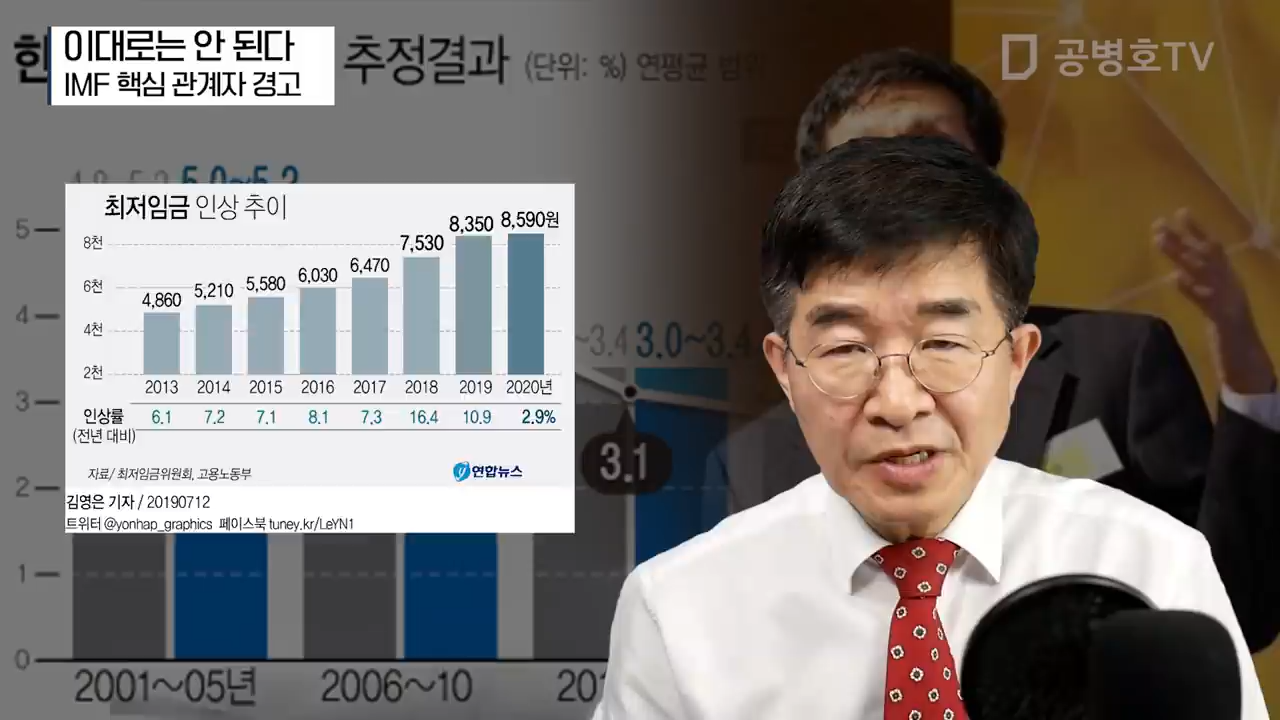 이대로는 안 된다
IMF 핵심 관계자 경고
한
추정결과 (단위: %) 연평균
공병호TV
5.0~5.2
5
4
3
2
1
0
~3.4 3.0~3.4
3.1
2001~05년 2006~10 201
최저임금 인상 추이
8천
6천
4천
2천
4,860 5,210 5,580 6,030 6,470 7,530 8,350 8,590원
2013 2014 2015 2016 2017 2018 2019 2020년
인상률 6.1 7.2 7.1 8.1 7.3 16.4 10.9 2.9%
(전년 대비)
자료/ 최저임금위원회, 고용노동부
연합뉴스
김영은 기자 / 20190712
트위터 @yonhap_graphics 페이스북 tuney.kr/LeYN1